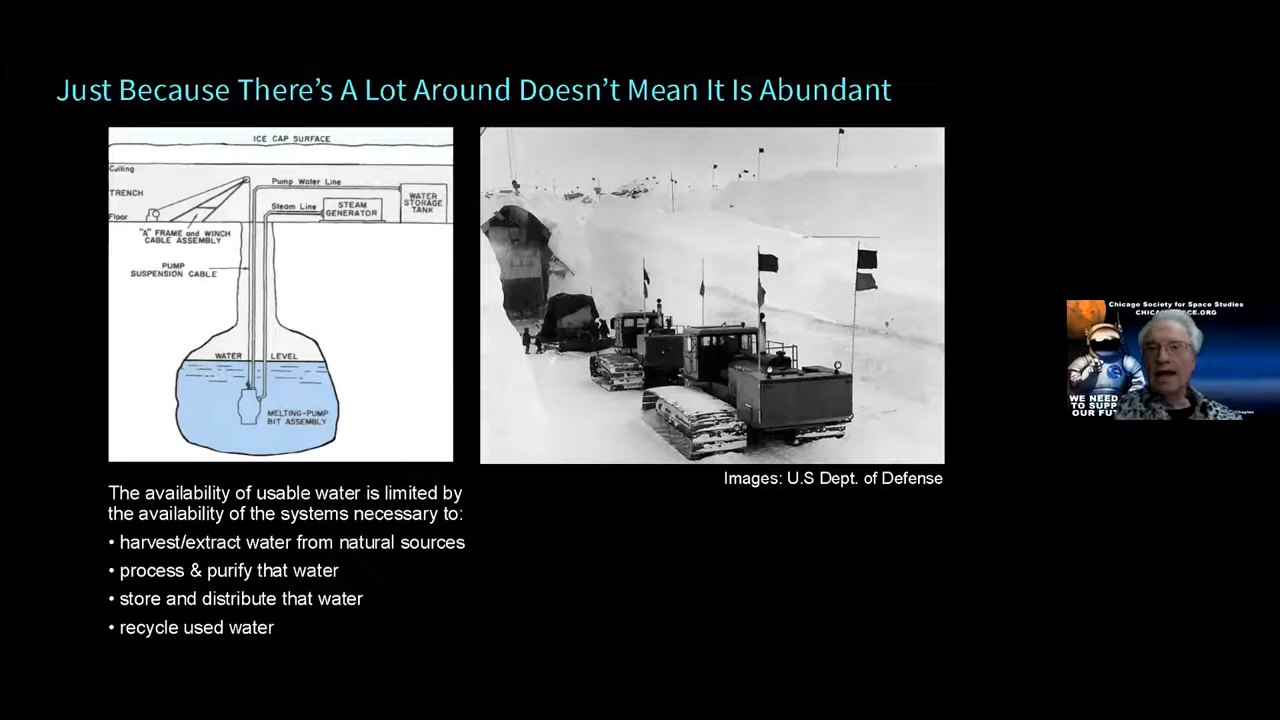 Just Because There's A Lot Around Doesn't Mean It Is Abundant
ICE CAP SURFACE
Ceiling
TRENCH
Floor
Pump Water Line
Steam Line
STEAM
GENERATOR
WATER
STORAGE
TANK
"A" FRAME and WINCH
CABLE ASSEMBLY
PUMP
SUSPENSION CABLE
WATER LEVEL
MELTING-PUMP
BIT ASSEMBLY
Images: U.S Dept. of Defense
The availability of usable water is limited by
the availability of the systems necessary to:
• harvest/extract water from natural sources
• process & purify that water
• store and distribute that water
• recycle used water
Chicago Society for Space Studies
WE NEED
TO SUPP
OUR FU